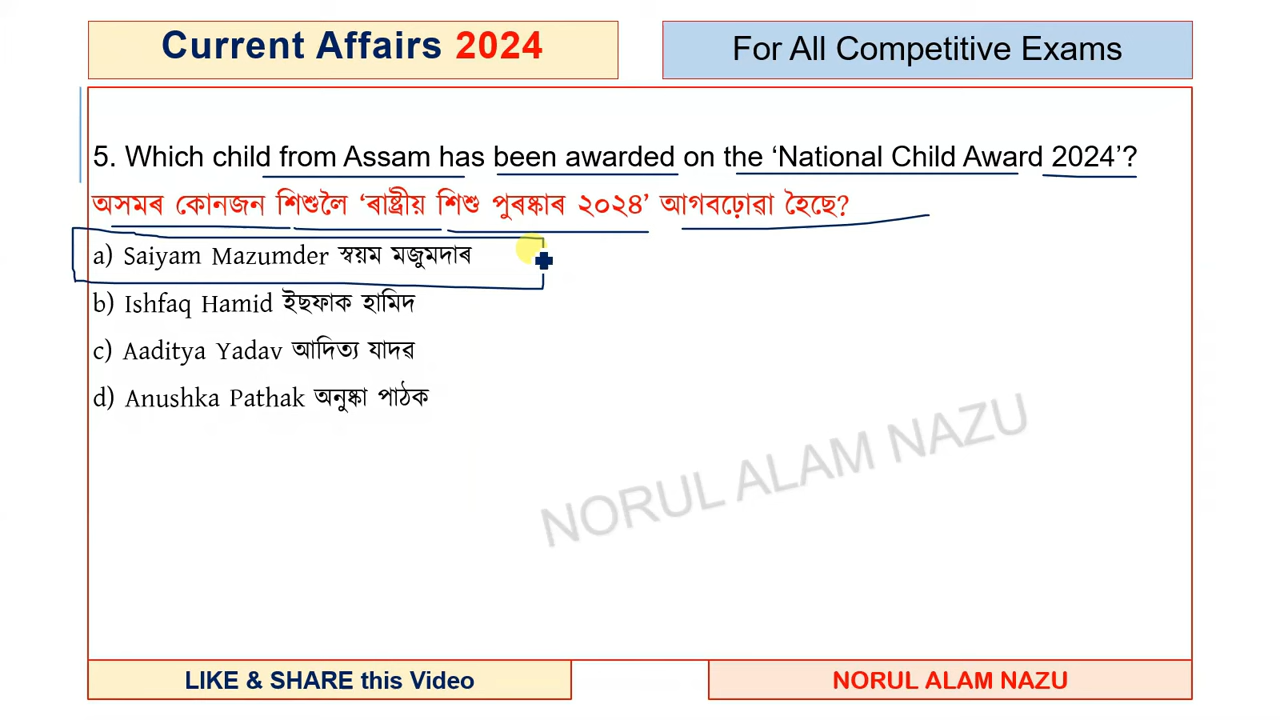 Current Affairs 2024
For All Competitive Exams
5. Which child from Assam has been awarded on the ‘National Child Award 2024’?
অসমৰ কোনজন শিশুলৈ ‘ৰাষ্ট্ৰীয় শিশু পুৰষ্কাৰ ২০২৪’ আগবঢ়োৱা হৈছে?
a) Saiyam Mazumder স্বয়ম মজুমদাৰ
b) Ishfaq Hamid ইছফাক হামিদ
c) Aaditya Yadav আদিত্য যাদৱ
d) Anushka Pathak অনুষ্কা পাঠক
NORUL ALAM NAZU
LIKE & SHARE this Video
NORUL ALAM NAZU